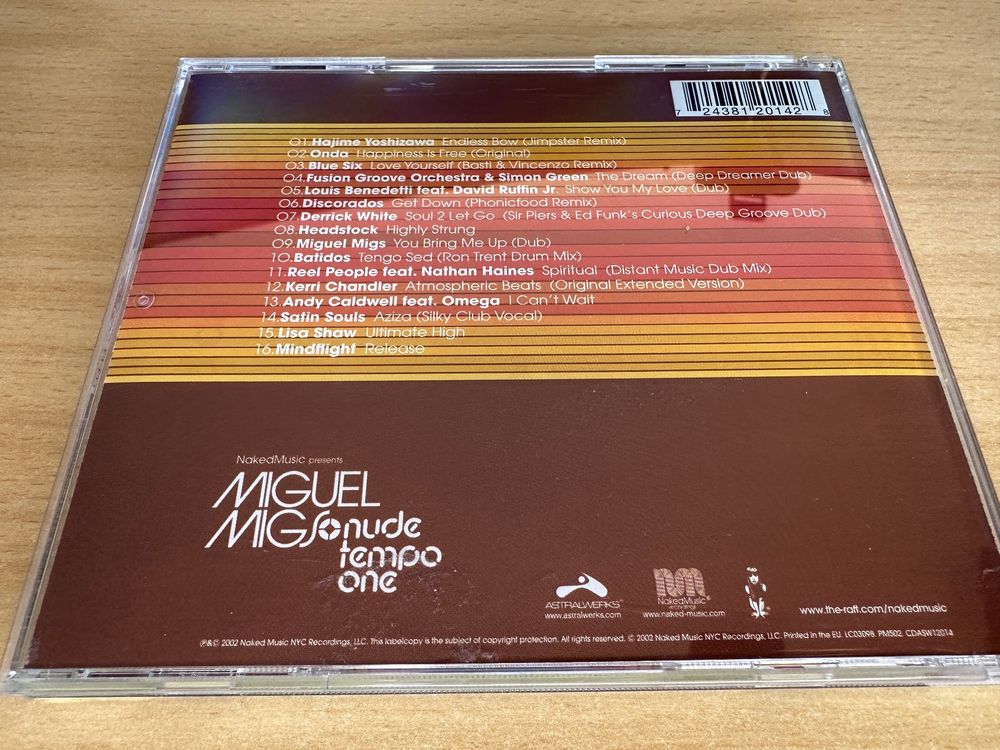 7 24381 20142 8
01. Hajime Yoshizawa Endless Bow (Jimpster Remix)
02. Onda Happiness Is Free (Original)
03. Blue Six Love Yourself (Basti & Vincenzo Remix)
04. Fusion Groove Orchestra & Simon Green The Dream (Deep Dreamer Dub)
05. Louis Benedetti feat. David Ruffin Jr. Show You My Love (Dub)
06. Discorados Get Down (Phonicfood Remix)
07. Derrick White Soul 2 Let Go (Sir Piers & Ed Funk's Curious Deep Groove Dub)
08. Headstock Highly Strung
09. Miguel Migs You Bring Me Up (Dub)
10. Batidos Tengo Sed (Ron Trent Drum Mix)
11. Reel People feat. Nathan Haines Spiritual (Distant Music Dub Mix)
12. Kerri Chandler Atmospheric Beats (Original Extended Version)
13. Andy Caldwell feat. Omega I Can't Wait
14. Satin Souls Aziza (Silky Club Vocal)
15. Lisa Shaw Ultimate High
16. Mindflight Release
NakedMusic presents
MIGUEL
MIGS nude
tempo
one
ASTRALWERKS™
www.astralwerks.com
nm
NakedMusic
recordings
www.naked-music.com
www.the-raft.com/nakedmusic
℗&© 2002 Naked Music NYC Recordings, LLC. This labelcopy is the subject of copyright protection. All rights reserved. © 2002 Naked Music NYC Recordings, LLC. Printed in the EU. LC03098. PM502. CDASW12014